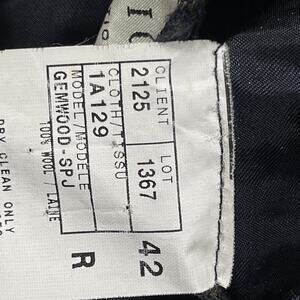 CLIENT LOT
2125 1367 42
CLOTH/TISSU
1A129
MODEL/MODELE R
GEMWOOD-SPJ
100% WOOL / LAINE
DRY CLEAN ONLY